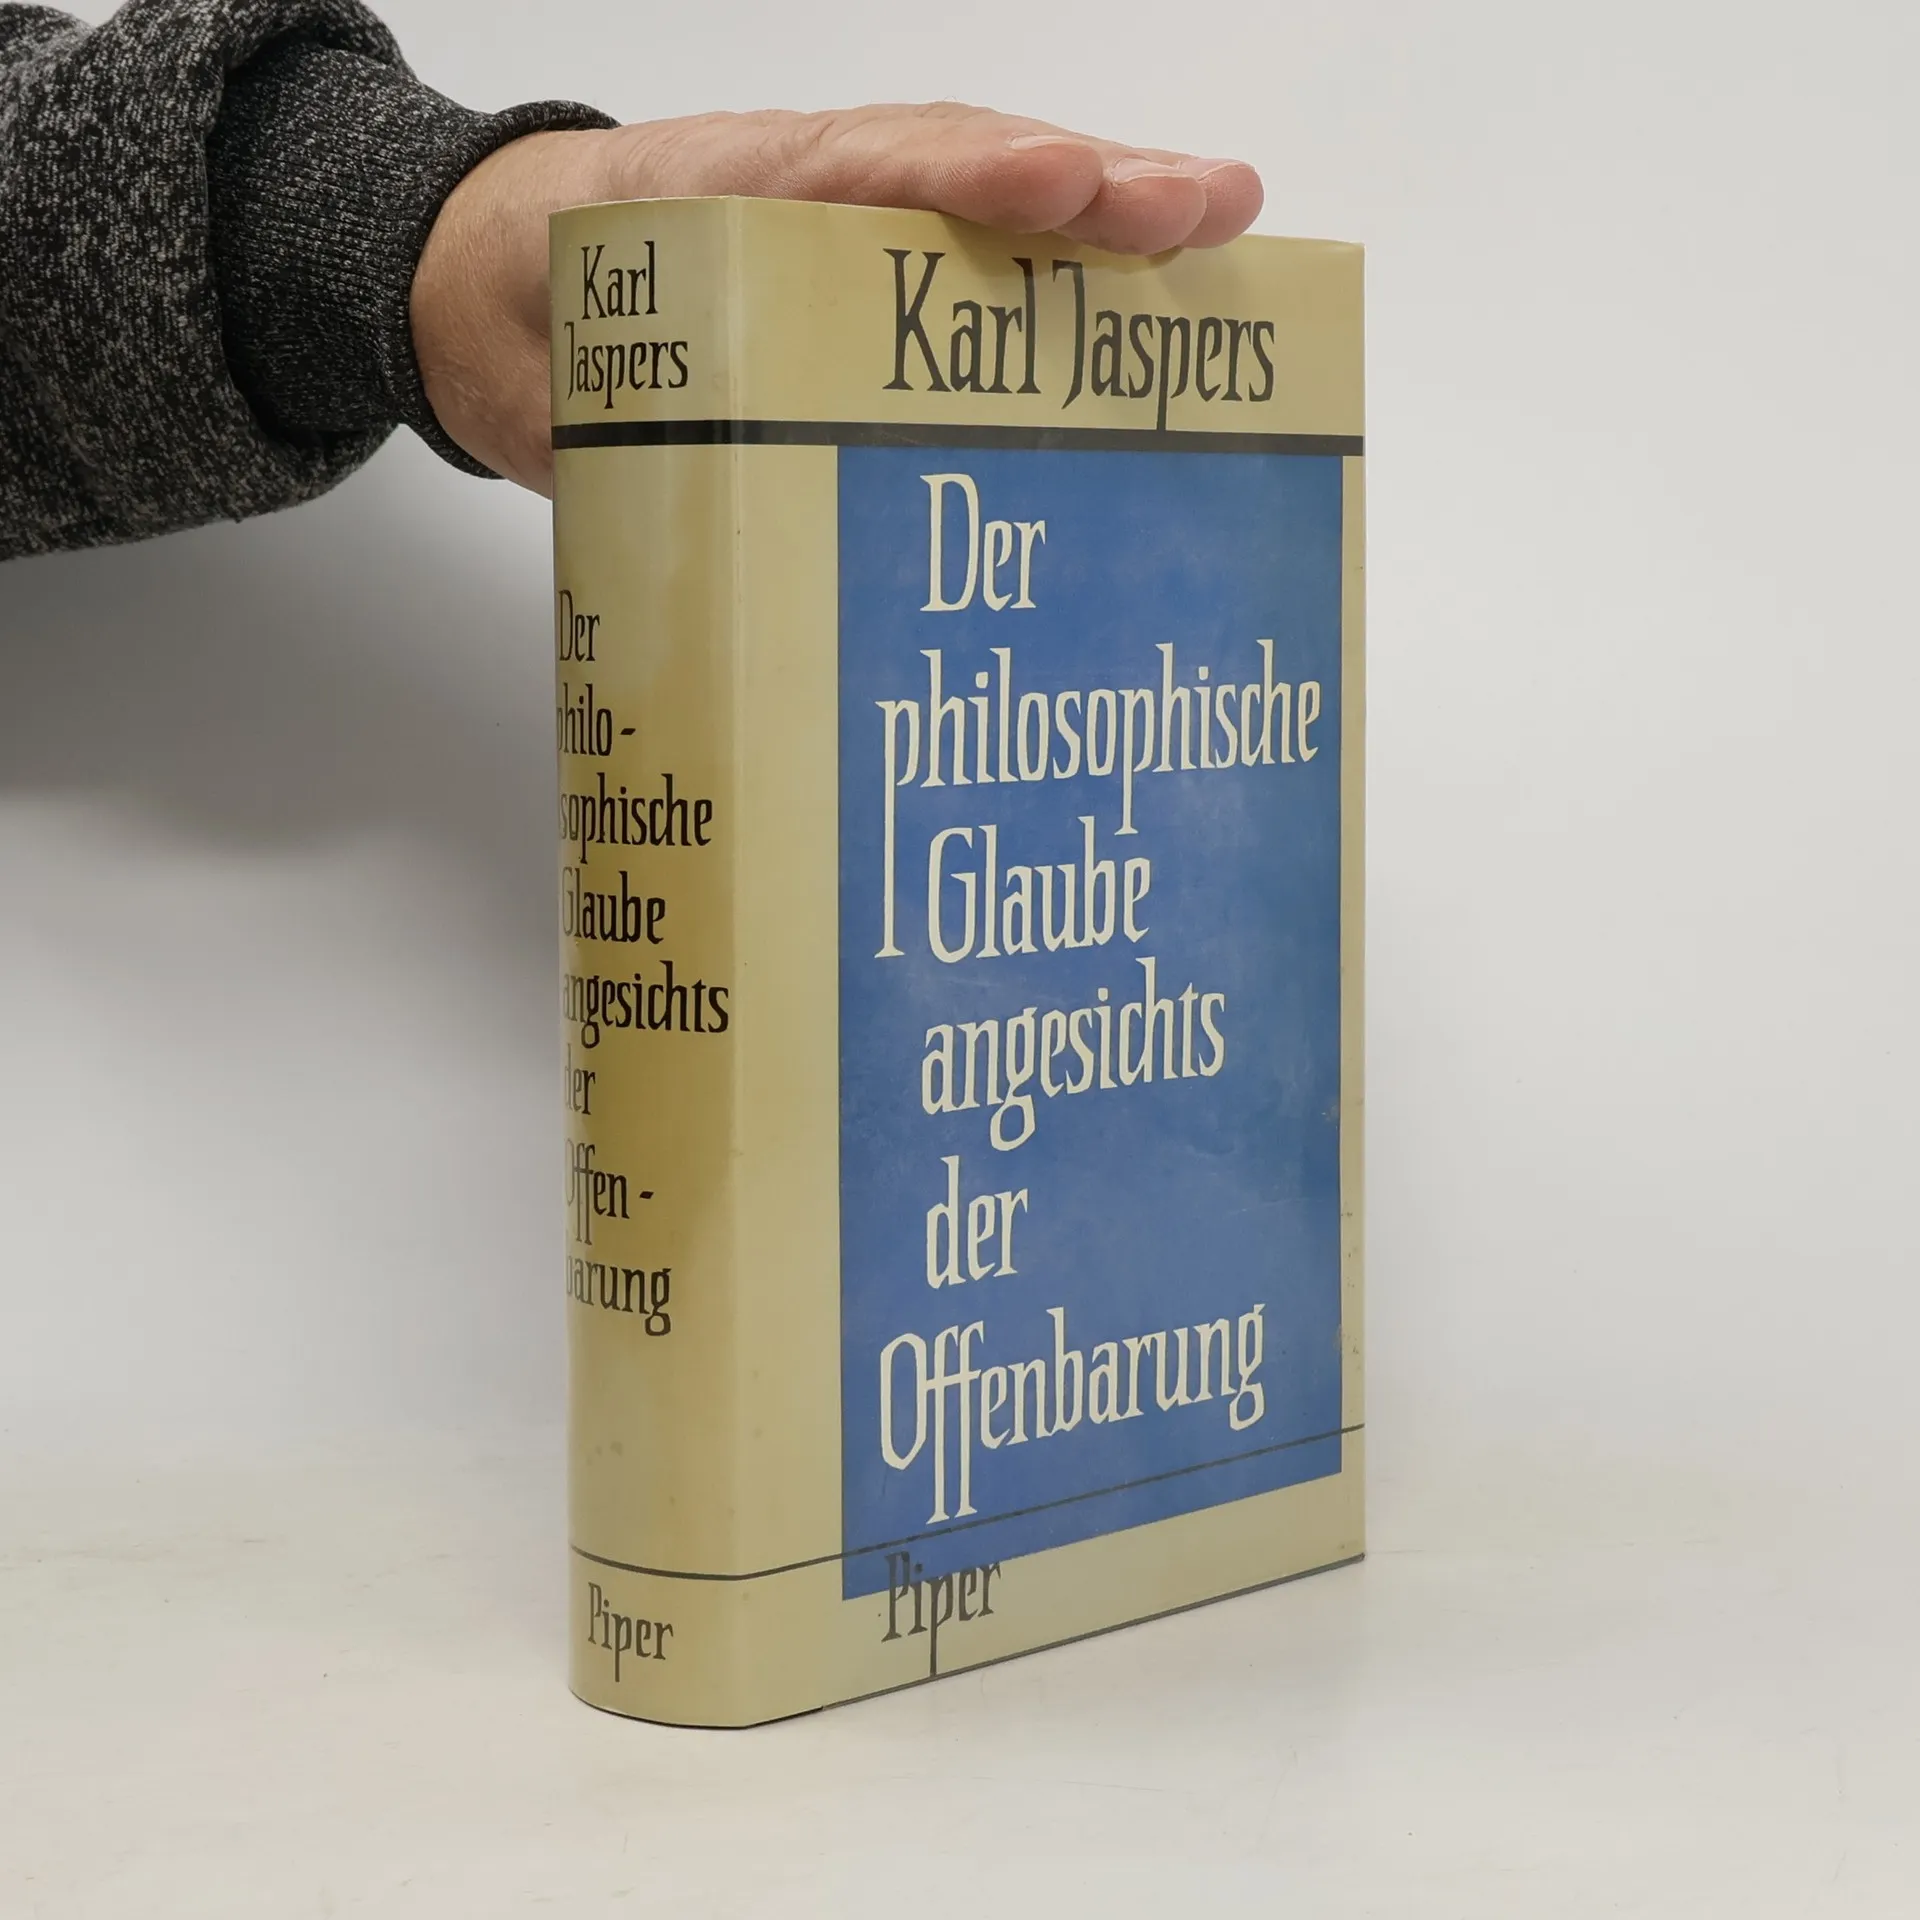 Karl
Jaspers
Der
philo-
sophische
Glaube
angesichts
der
Offen-
barung
Piper
Karl Jaspers
Der
philosophische
Glaube
angesichts
der
Offenbarung
Piper